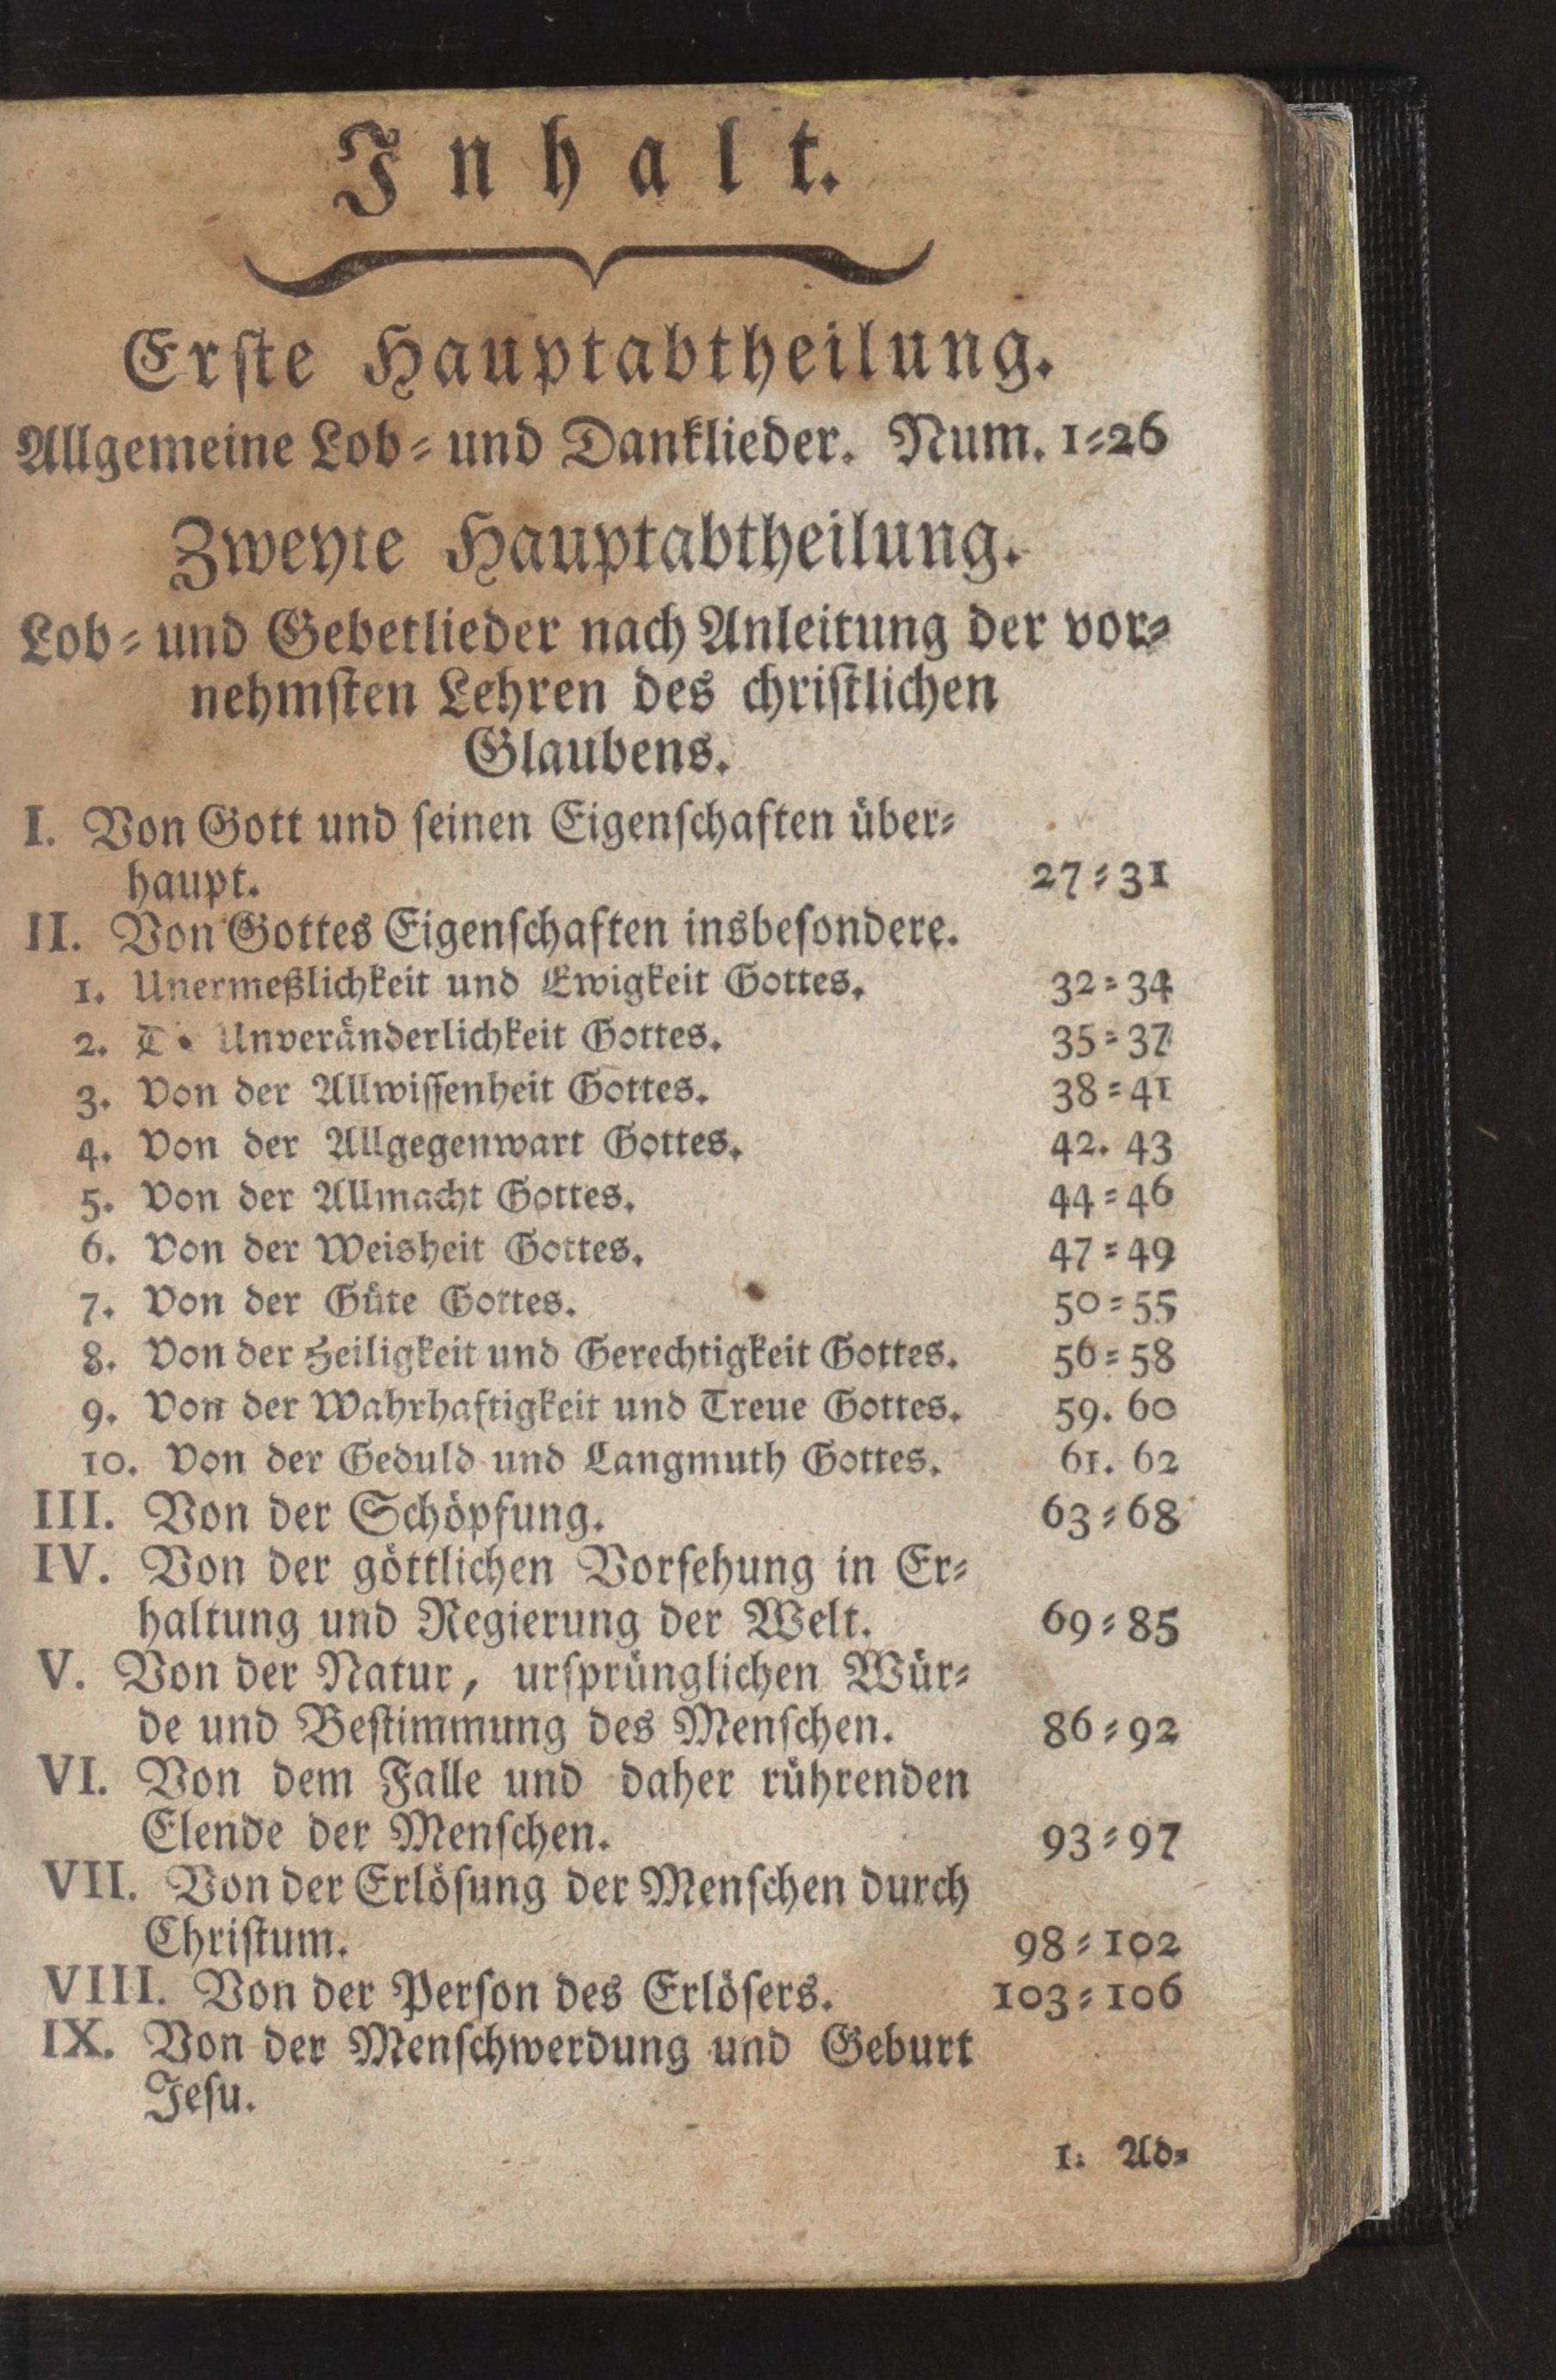 Inhalt.
Erste Hauptabtheilung.
Allgemeine Lob= und Danklieder. Num. 1=26
Zweyte Hauptabtheilung.
Lob= und Gebetlieder nach Anleitung der vor=
nehmsten Lehren des christlichen
Glaubens.
I. Von Gott und seinen Eigenschaften über=
haupt. 27=31
II. Von Gottes Eigenschaften insbesondere.
1. Unermeßlichkeit und Ewigkeit Gottes. 32=34
2. Unveränderlichkeit Gottes. 35=37
3. Von der Allwissenheit Gottes. 38=41
4. Von der Allgegenwart Gottes. 42. 43
5. Von der Allmacht Gottes. 44=46
6. Von der Weisheit Gottes. 47=49
7. Von der Güte Gottes. 50=55
8. Von der Heiligkeit und Gerechtigkeit Gottes. 56=58
9. Von der Wahrhaftigkeit und Treue Gottes. 59. 60
10. Von der Geduld und Langmuth Gottes. 61. 62
III. Von der Schöpfung. 63=68
IV. Von der göttlichen Vorsehung in Er=
haltung und Regierung der Welt. 69=85
V. Von der Natur, ursprünglichen Wür=
de und Bestimmung des Menschen. 86=92
VI. Von dem Falle und daher rührenden
Elende der Menschen. 93=97
VII. Von der Erlösung der Menschen durch
Christum. 98=102
VIII. Von der Person des Erlösers. 103=106
IX. Von der Menschwerdung und Geburt
Jesu.
1. Ad=